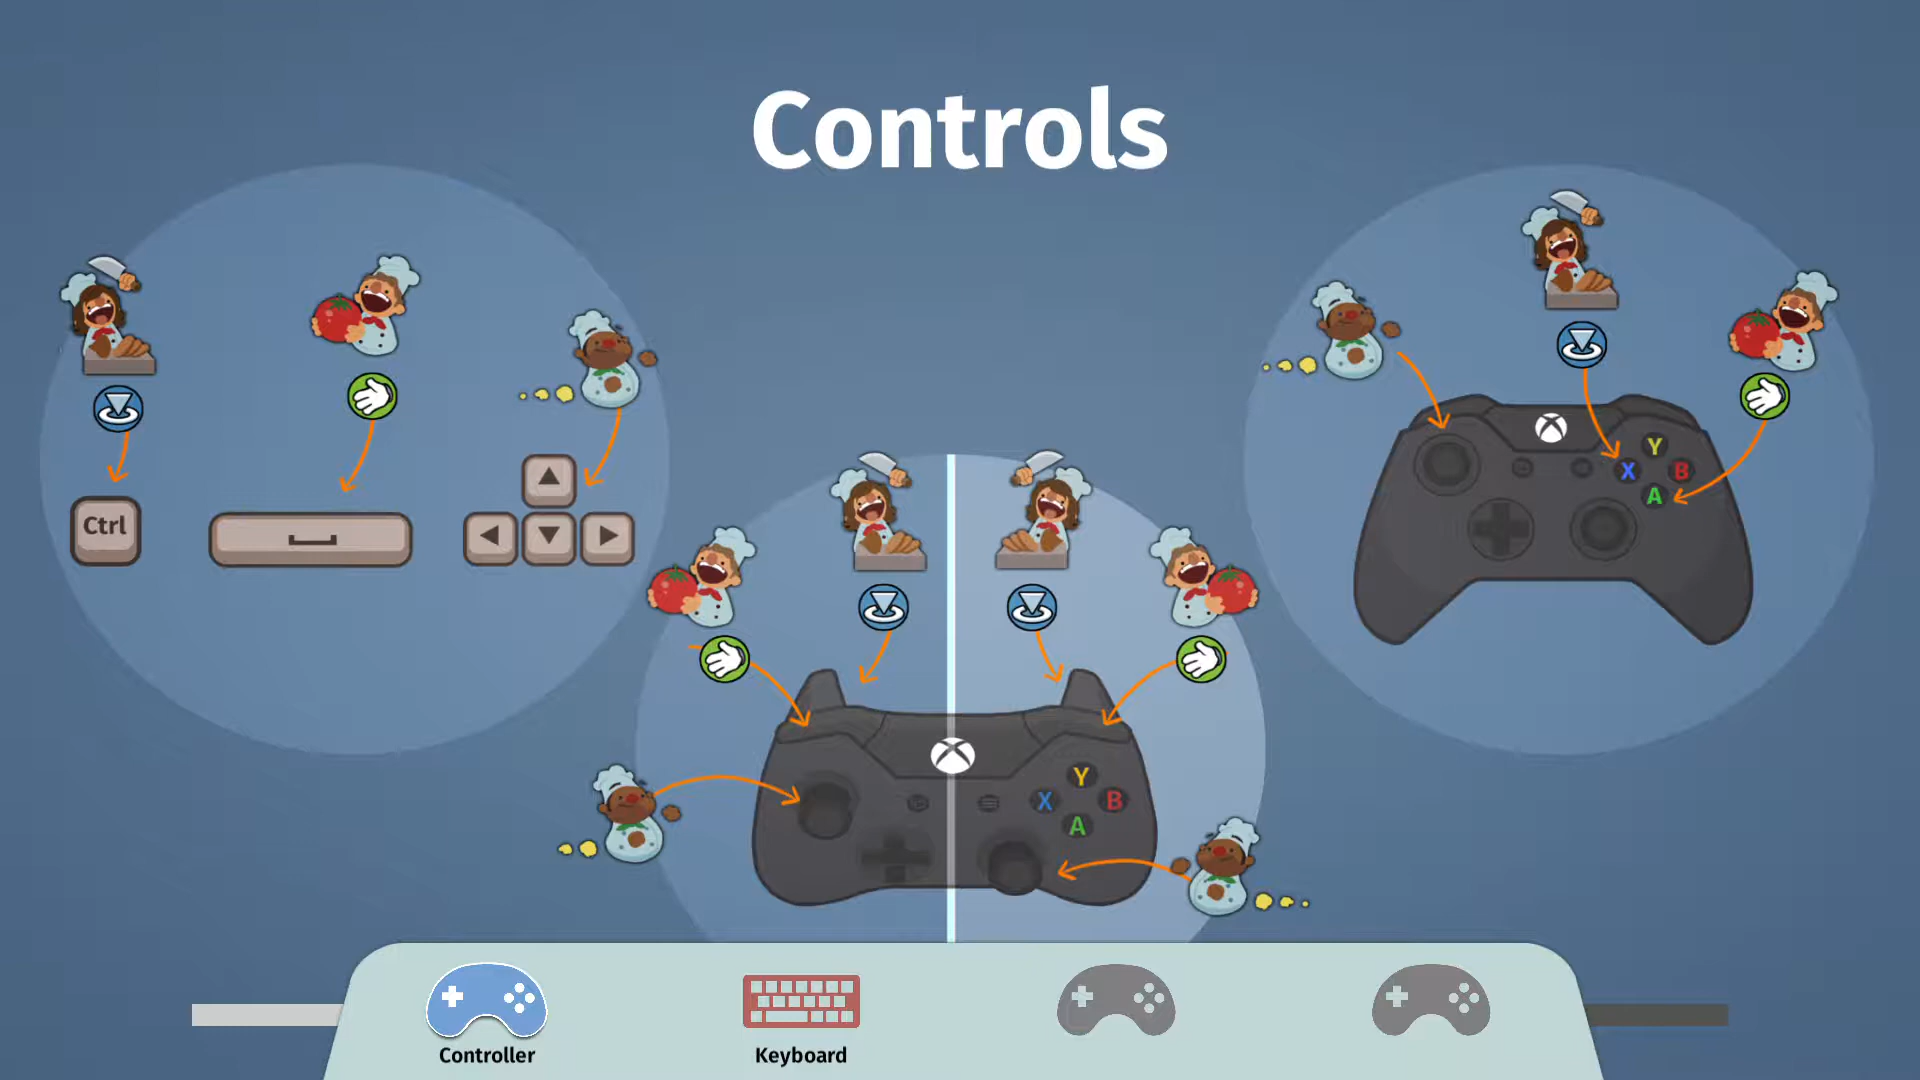 Controls
Ctrl
Y
X B
A
Y
X B
A
Controller Keyboard